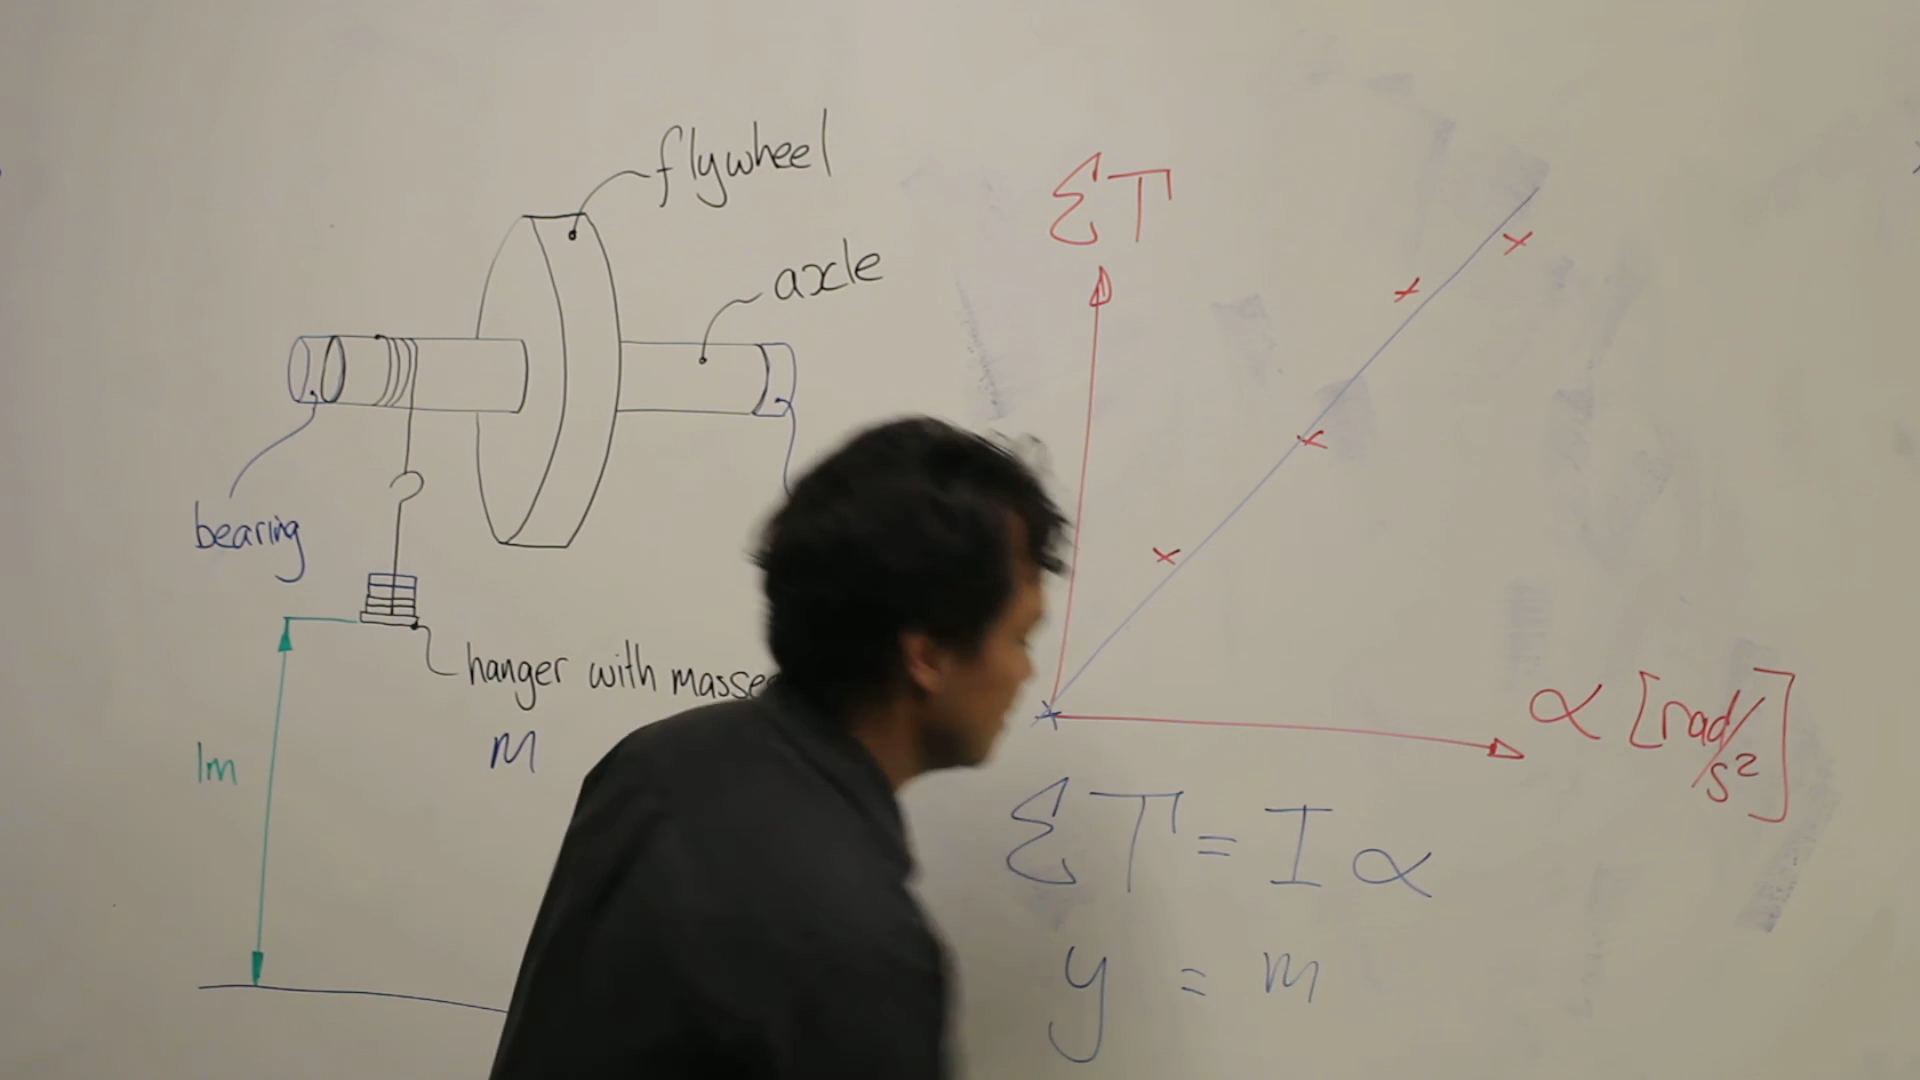 flywheel
axle
bearing
hanger with masse
m
1m
ΣT
α [rad/s²]
ΣT = Iα
y = m